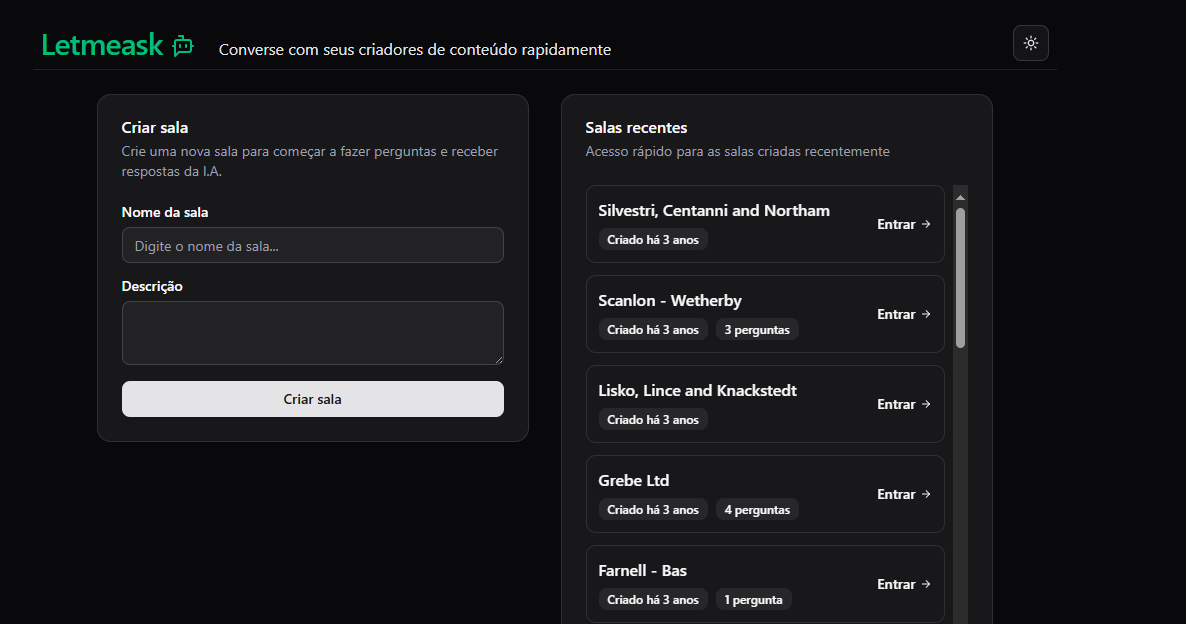 Letmeask
Converse com seus criadores de conteúdo rapidamente
Criar sala
Crie uma nova sala para começar a fazer perguntas e receber
respostas da I.A.
Nome da sala
Digite o nome da sala...
Descrição
Criar sala
Salas recentes
Acesso rápido para as salas criadas recentemente
Silvestri, Centanni and Northam
Criado há 3 anos
Entrar →
Scanlon - Wetherby
Criado há 3 anos 3 perguntas
Entrar →
Lisko, Lince and Knackstedt
Criado há 3 anos
Entrar →
Grebe Ltd
Criado há 3 anos 4 perguntas
Entrar →
Farnell - Bas
Criado há 3 anos 1 pergunta
Entrar →